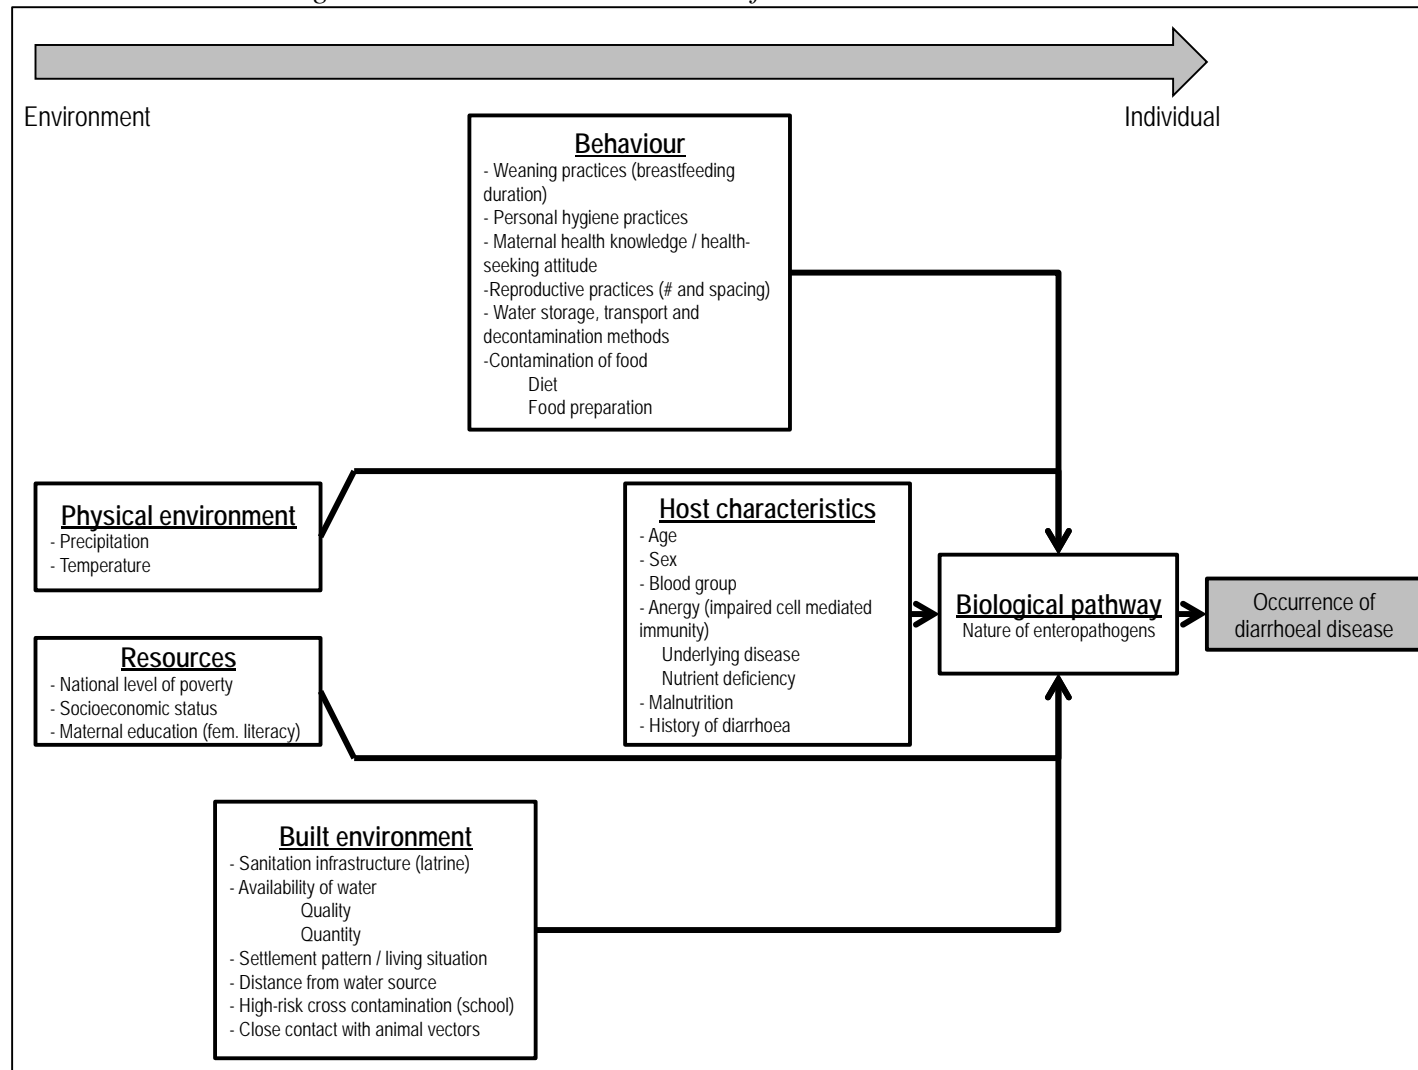 Environment
Individual
Behaviour
- Weaning practices (breastfeeding
duration)
- Personal hygiene practices
- Maternal health knowledge / health-
seeking attitude
-Reproductive practices (# and spacing)
- Water storage, transport and
decontamination methods
-Contamination of food
Diet
Food preparation
Physical environment
- Precipitation
- Temperature
Resources
- National level of poverty
- Socioeconomic status
- Maternal education (fem. literacy)
Host characteristics
- Age
- Sex
- Blood group
- Anergy (impaired cell mediated
immunity)
Underlying disease
Nutrient deficiency
- Malnutrition
- History of diarrhoea
Biological pathway
Nature of enteropathogens
Occurrence of
diarrhoeal disease
Built environment
- Sanitation infrastructure (latrine)
- Availability of water
Quality
Quantity
- Settlement pattern / living situation
- Distance from water source
- High-risk cross contamination (school)
- Close contact with animal vectors